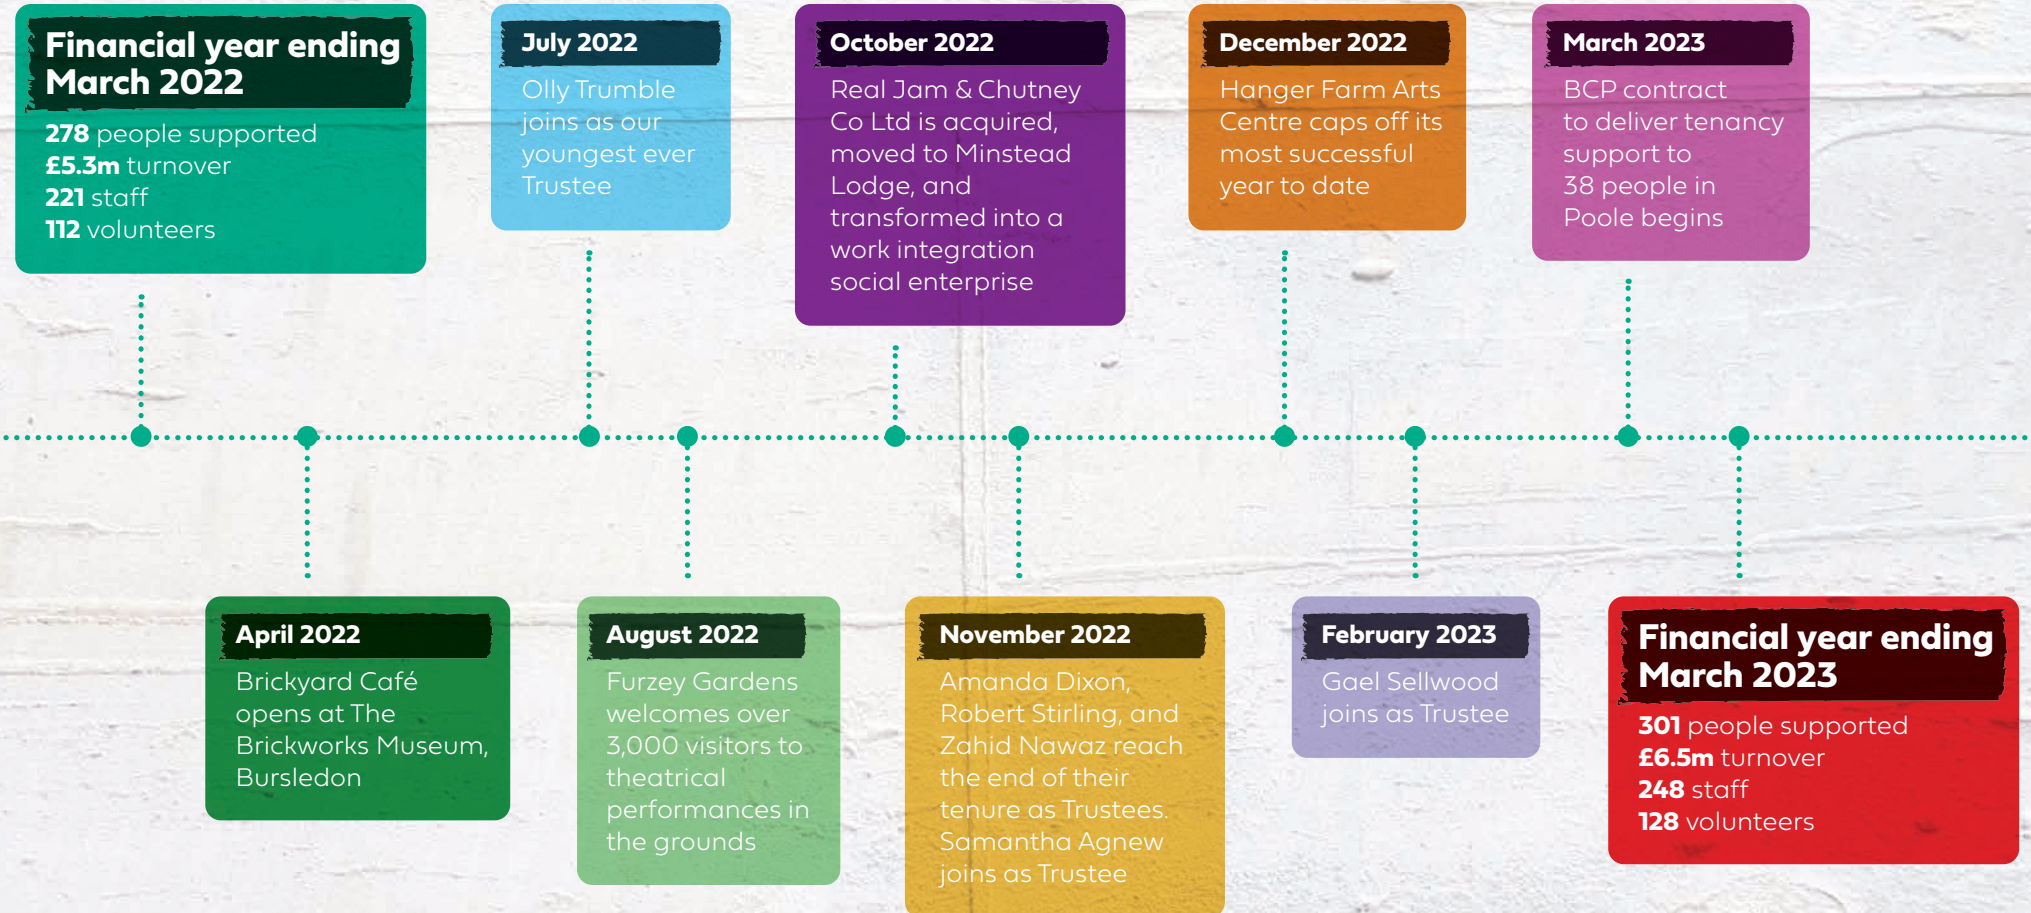 Financial year ending
March 2022
278 people supported
£5.3m turnover
221 staff
112 volunteers
April 2022
Brickyard Café
opens at The
Brickworks Museum,
Bursledon
July 2022
Olly Trumble
joins as our
youngest ever
Trustee
August 2022
Furzey Gardens
welcomes over
3,000 visitors to
theatrical
performances in
the grounds
October 2022
Real Jam & Chutney
Co Ltd is acquired,
moved to Minstead
Lodge, and
transformed into a
work integration
social enterprise
November 2022
Amanda Dixon,
Robert Stirling, and
Zahid Nawaz reach
the end of their
tenure as Trustees.
Samantha Agnew
joins as Trustee
December 2022
Hanger Farm Arts
Centre caps off its
most successful
year to date
February 2023
Gael Sellwood
joins as Trustee
March 2023
BCP contract
to deliver tenancy
support to
38 people in
Poole begins
Financial year ending
March 2023
301 people supported
£6.5m turnover
248 staff
128 volunteers